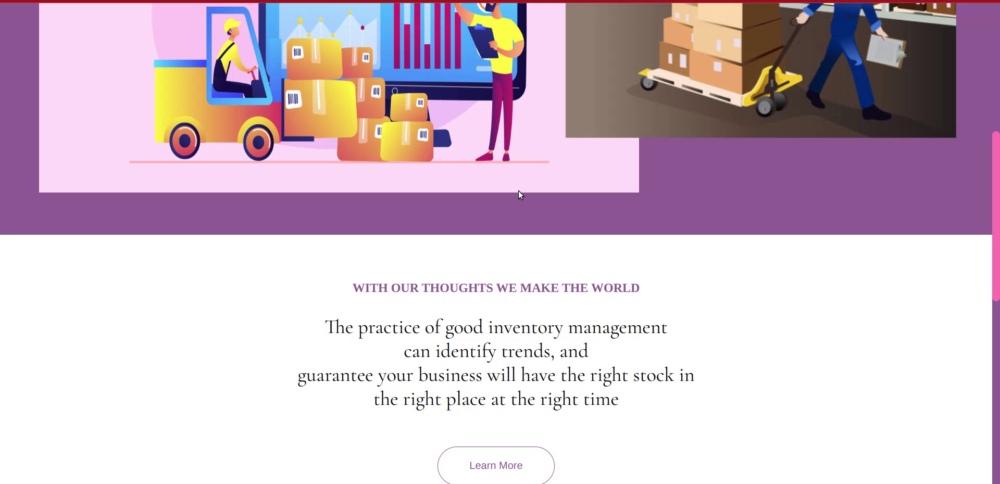 WITH OUR THOUGHTS WE MAKE THE WORLD
The practice of good inventory management
can identify trends, and
guarantee your business will have the right stock in
the right place at the right time
Learn More